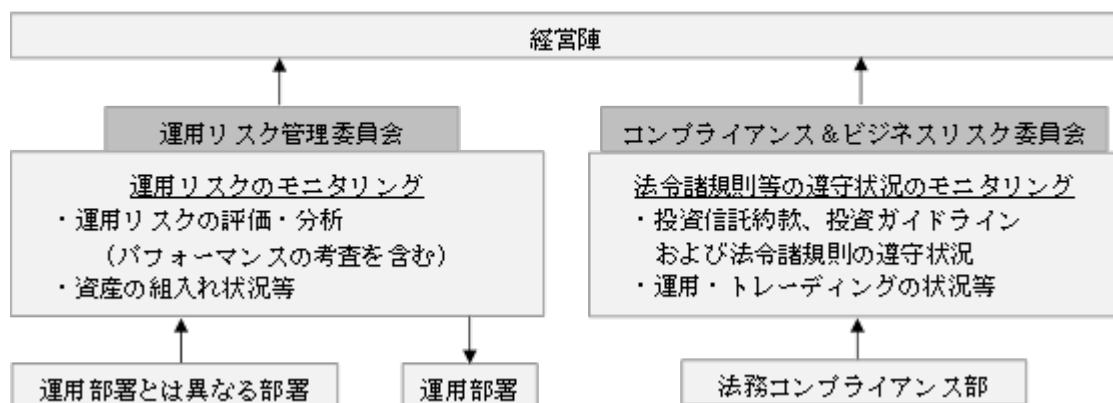 経営陣
運用リスク管理委員会
コンプライアンス&ビジネスリスク委員会
運用リスクのモニタリング
・運用リスクの評価・分析
(パフォーマンスの考査を含む)
・資産の組入れ状況等
法令諸規則等の遵守状況のモニタリング
・投資信託約款、投資ガイドライン
および法令諸規則の遵守状況
・運用・トレーディングの状況等
運用部署とは異なる部署
運用部署
法務コンプライアンス部